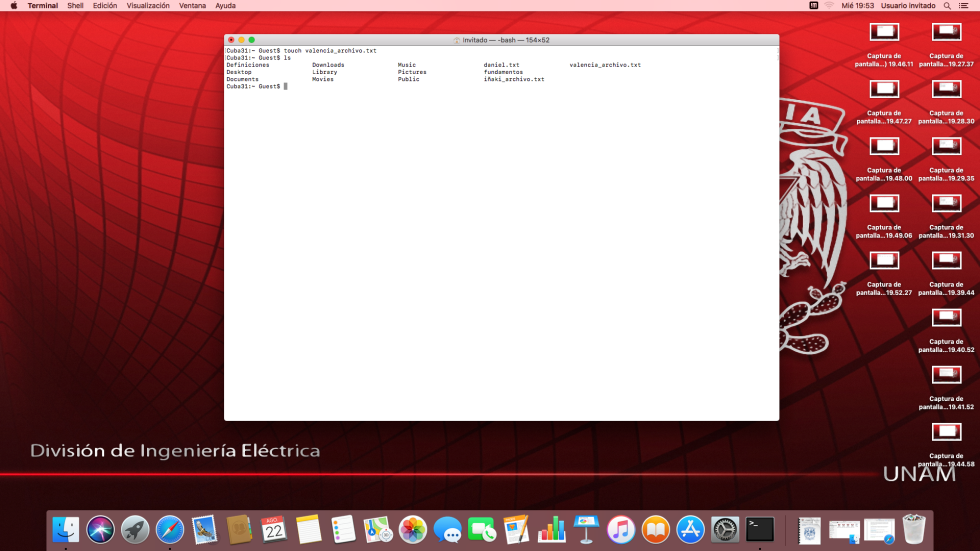 Terminal Shell Edición Visualización Ventana Ayuda
Mié 19:53 Usuario invitado
Invitado — -bash — 154×52
Cuba31:~ Guest$ touch valencia_archivo.txt
Cuba31:~ Guest$ ls
Definiciones Downloads Music daniel.txt valencia_archivo.txt
Desktop Library Pictures fundamentos
Documents Movies Public iñaki_archivo.txt
Cuba31:~ Guest$
Captura de
pantalla...) 19.46.11
Captura de
pantalla...19.27.37
Captura de
pantalla...19.47.27
Captura de
pantalla...19.28.30
Captura de
pantalla...19.48.00
Captura de
pantalla...19.29.35
Captura de
pantalla...19.49.06
Captura de
pantalla...19.31.30
Captura de
pantalla...19.52.27
Captura de
pantalla...19.39.44
Captura de
pantalla...19.40.52
Captura de
pantalla...19.41.52
Captura de
pantalla...19.44.58
IA
División de Ingeniería Eléctrica
UNAM
AGO
22
>_